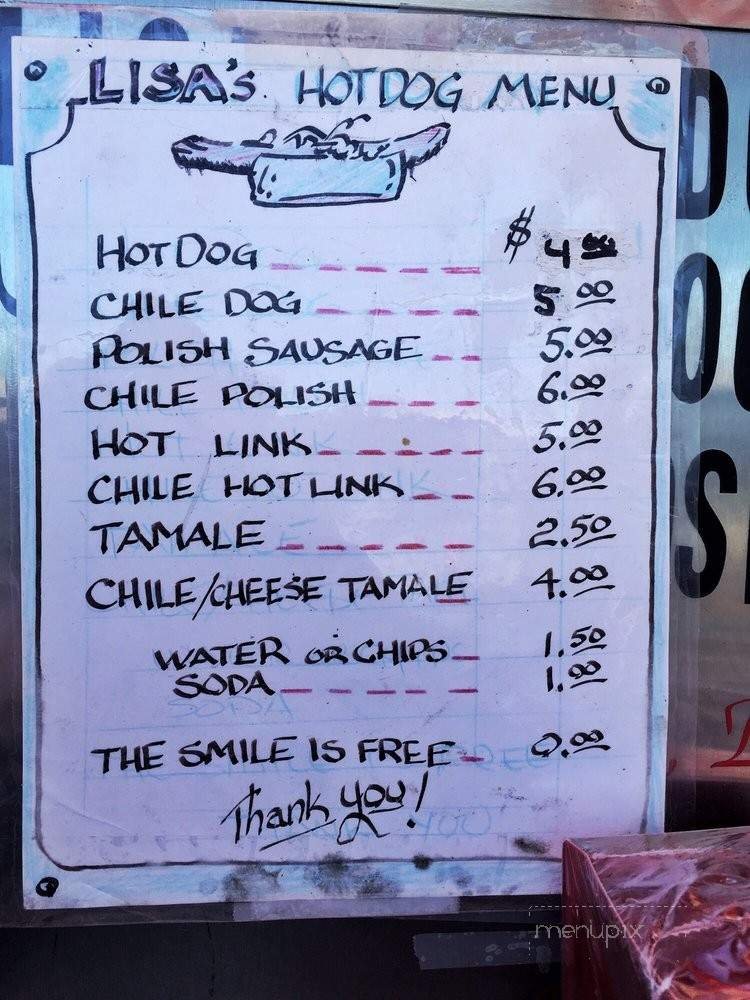 LISA's HOTDOG MENU
HOTDOG $ 4.00
CHILE DOG 5.00
POLISH SAUSAGE 5.00
CHILE POLISH 6.00
HOT LINK 5.00
CHILE HOT LINK 6.00
TAMALE 2.50
CHILE/CHEESE TAMALE 4.00
WATER OR CHIPS 1.50
SODA 1.00
THE SMILE IS FREE 0.00
Thank you!
menupix